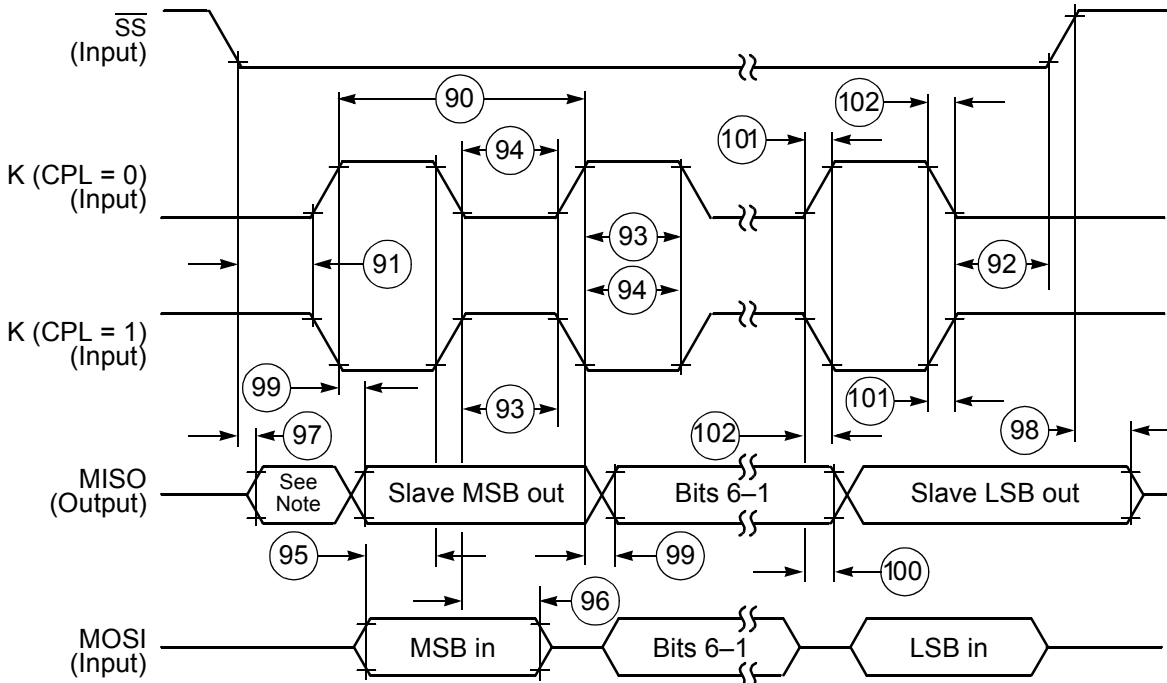 SS
(Input)
90
102
101
94
K (CPL = 0)
(Input)
93
91
92
94
K (CPL = 1)
(Input)
99
93
101
97
102
98
MISO
(Output)
See
Note
Slave MSB out
Bits 6–1
Slave LSB out
95
99
100
96
MOSI
(Input)
MSB in
Bits 6–1
LSB in